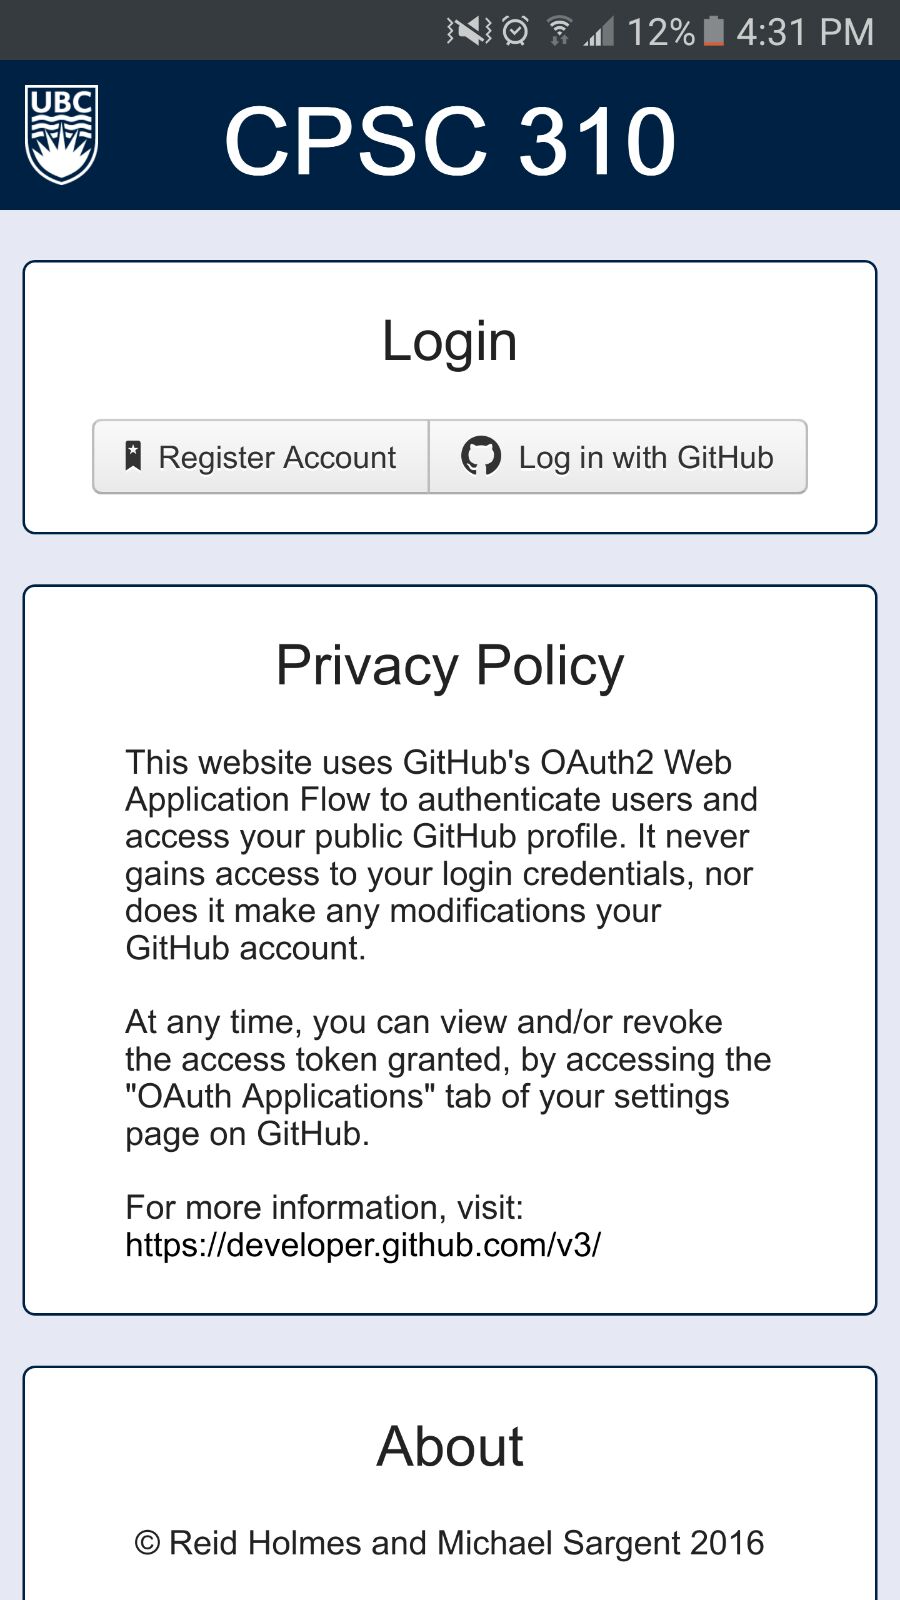 12% 4:31 PM
UBC CPSC 310
Login
Register Account Log in with GitHub
Privacy Policy
This website uses GitHub's OAuth2 Web
Application Flow to authenticate users and
access your public GitHub profile. It never
gains access to your login credentials, nor
does it make any modifications your
GitHub account.
At any time, you can view and/or revoke
the access token granted, by accessing the
"OAuth Applications" tab of your settings
page on GitHub.
For more information, visit:
https://developer.github.com/v3/
About
© Reid Holmes and Michael Sargent 2016